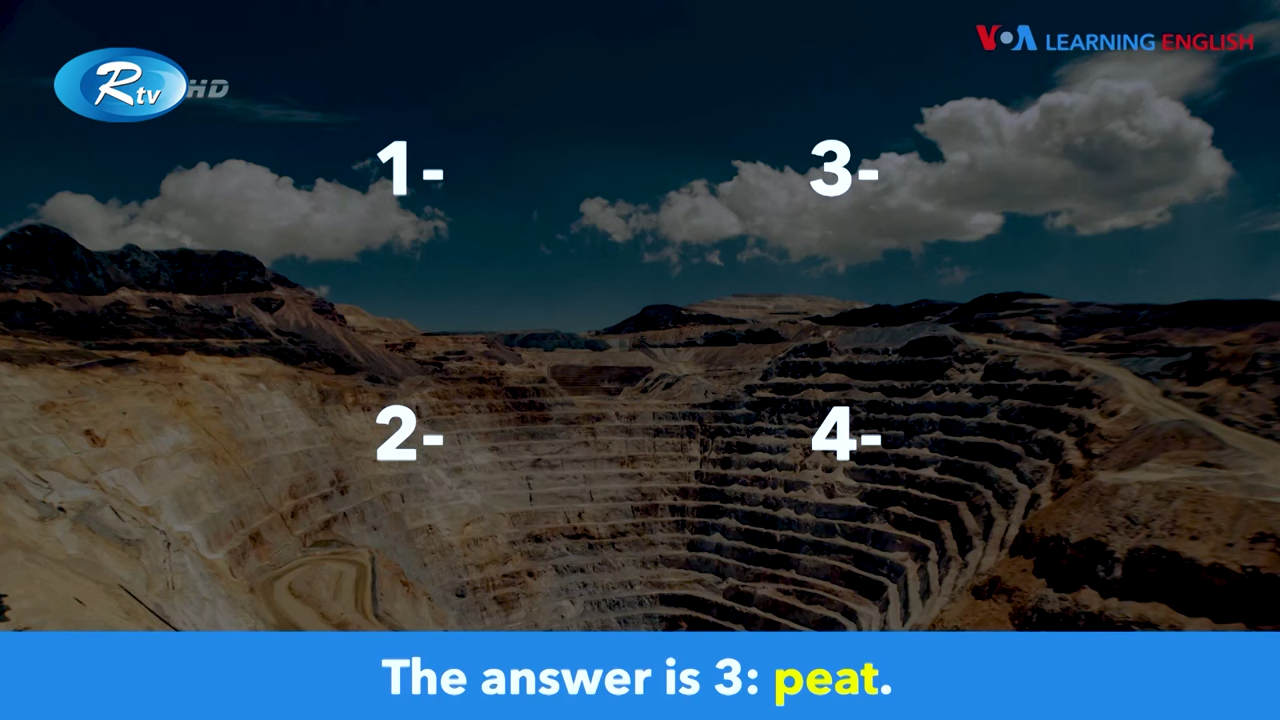 VOA LEARNING ENGLISH
Rtv HD
1-
3-
2-
4-
The answer is 3: peat.